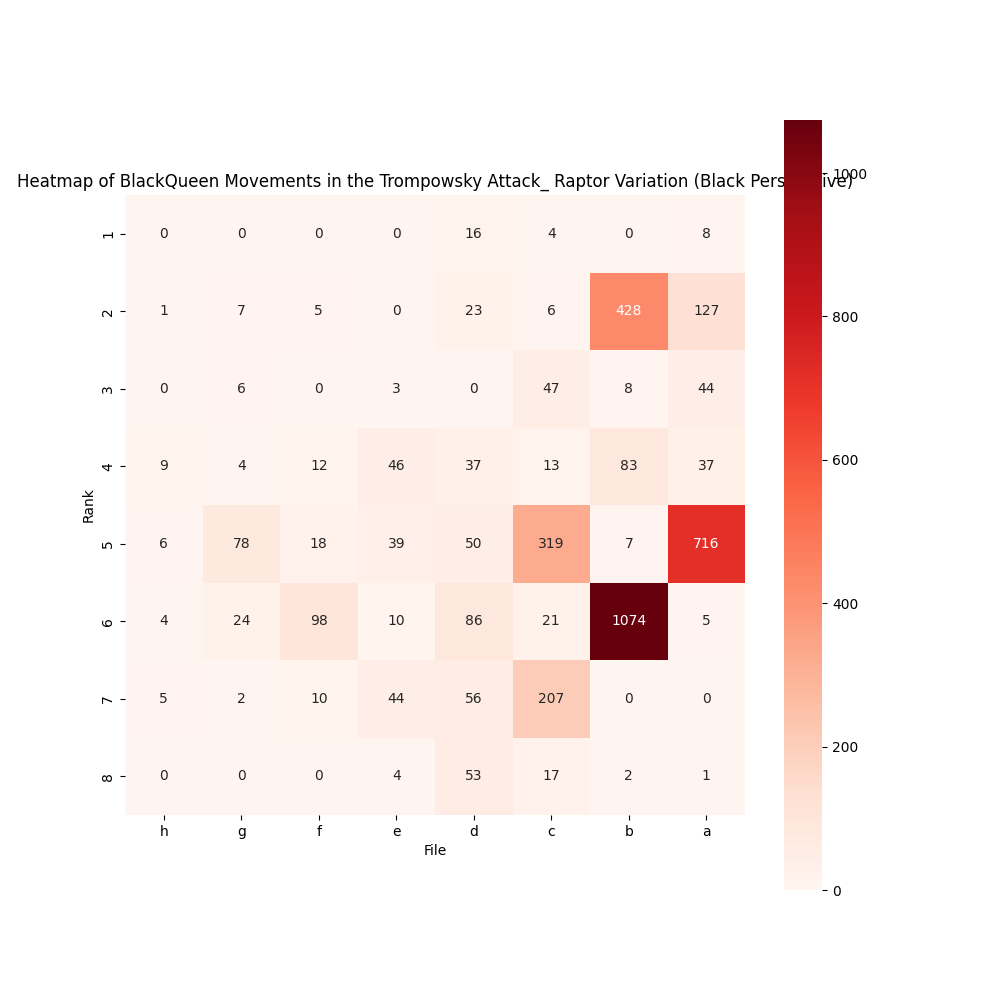 Heatmap of BlackQueen Movements in the Trompowsky Attack_ Raptor Variation (Black Pers ive)
1 0 0 0 0 16 4 0 8
2 1 7 5 0 23 6 428 127
3 0 6 0 3 0 47 8 44
4 9 4 12 46 37 13 83 37
5 6 78 18 39 50 319 7 716
6 4 24 98 10 86 21 1074 5
7 5 2 10 44 56 207 0 0
8 0 0 0 4 53 17 2 1
h g f e d c b a
File
Rank
1000
800
600
400
200
0